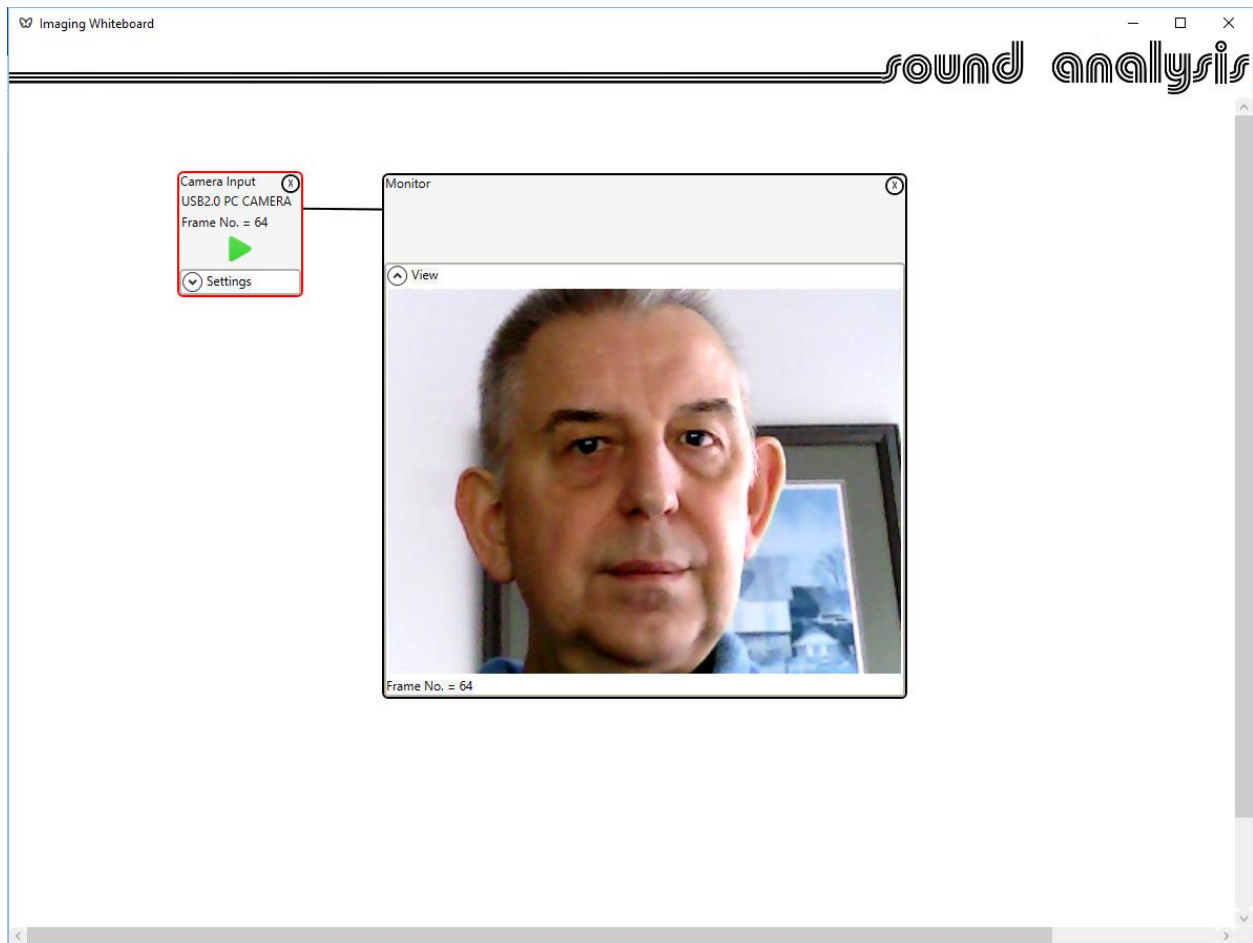 Imaging Whiteboard
sound analysis
Camera Input X
USB2.0 PC CAMERA
Frame No. = 64
Settings
Monitor X
View
Frame No. = 64